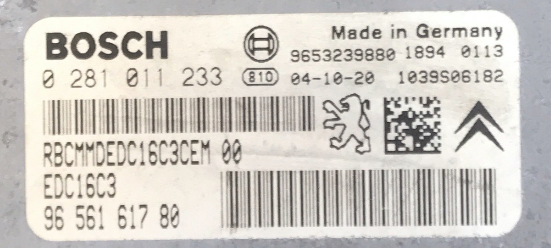 BOSCH
Made in Germany
9653239880 1894 0113
0 281 011 233 810 04-10-20 1039S06182
RBCMMDEDC16C3CEM 00
EDC16C3
96 561 617 80